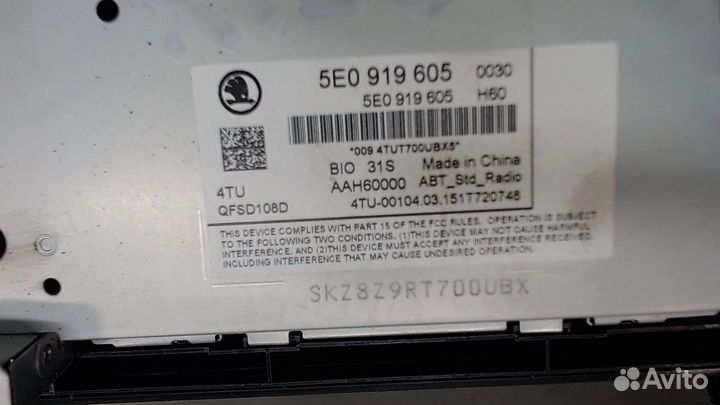 5E0 919 605 0030
5E0 919 605 H60
*009 4TUT700UBX5*
BIO 31S Made in China
4TU AAH60000 ABT_Std_Radio
QFSD108D 4TU-00104.03.151T720748
THIS DEVICE COMPLIES WITH PART 15 OF THE FCC RULES. OPERATION IS SUBJECT
TO THE FOLLOWING TWO CONDITIONS, (1)THIS DEVICE MAY NOT CAUSE HARMFUL
INTERFERENCE, AND (2)THIS DEVICE MUST ACCEPT ANY INTERFERENCE RECEIVED,
INCLUDING INTERFERENCE THAT MAY CAUSE UNDESIRED OPERATION.
SKZ8Z9RT700UBX
Avito